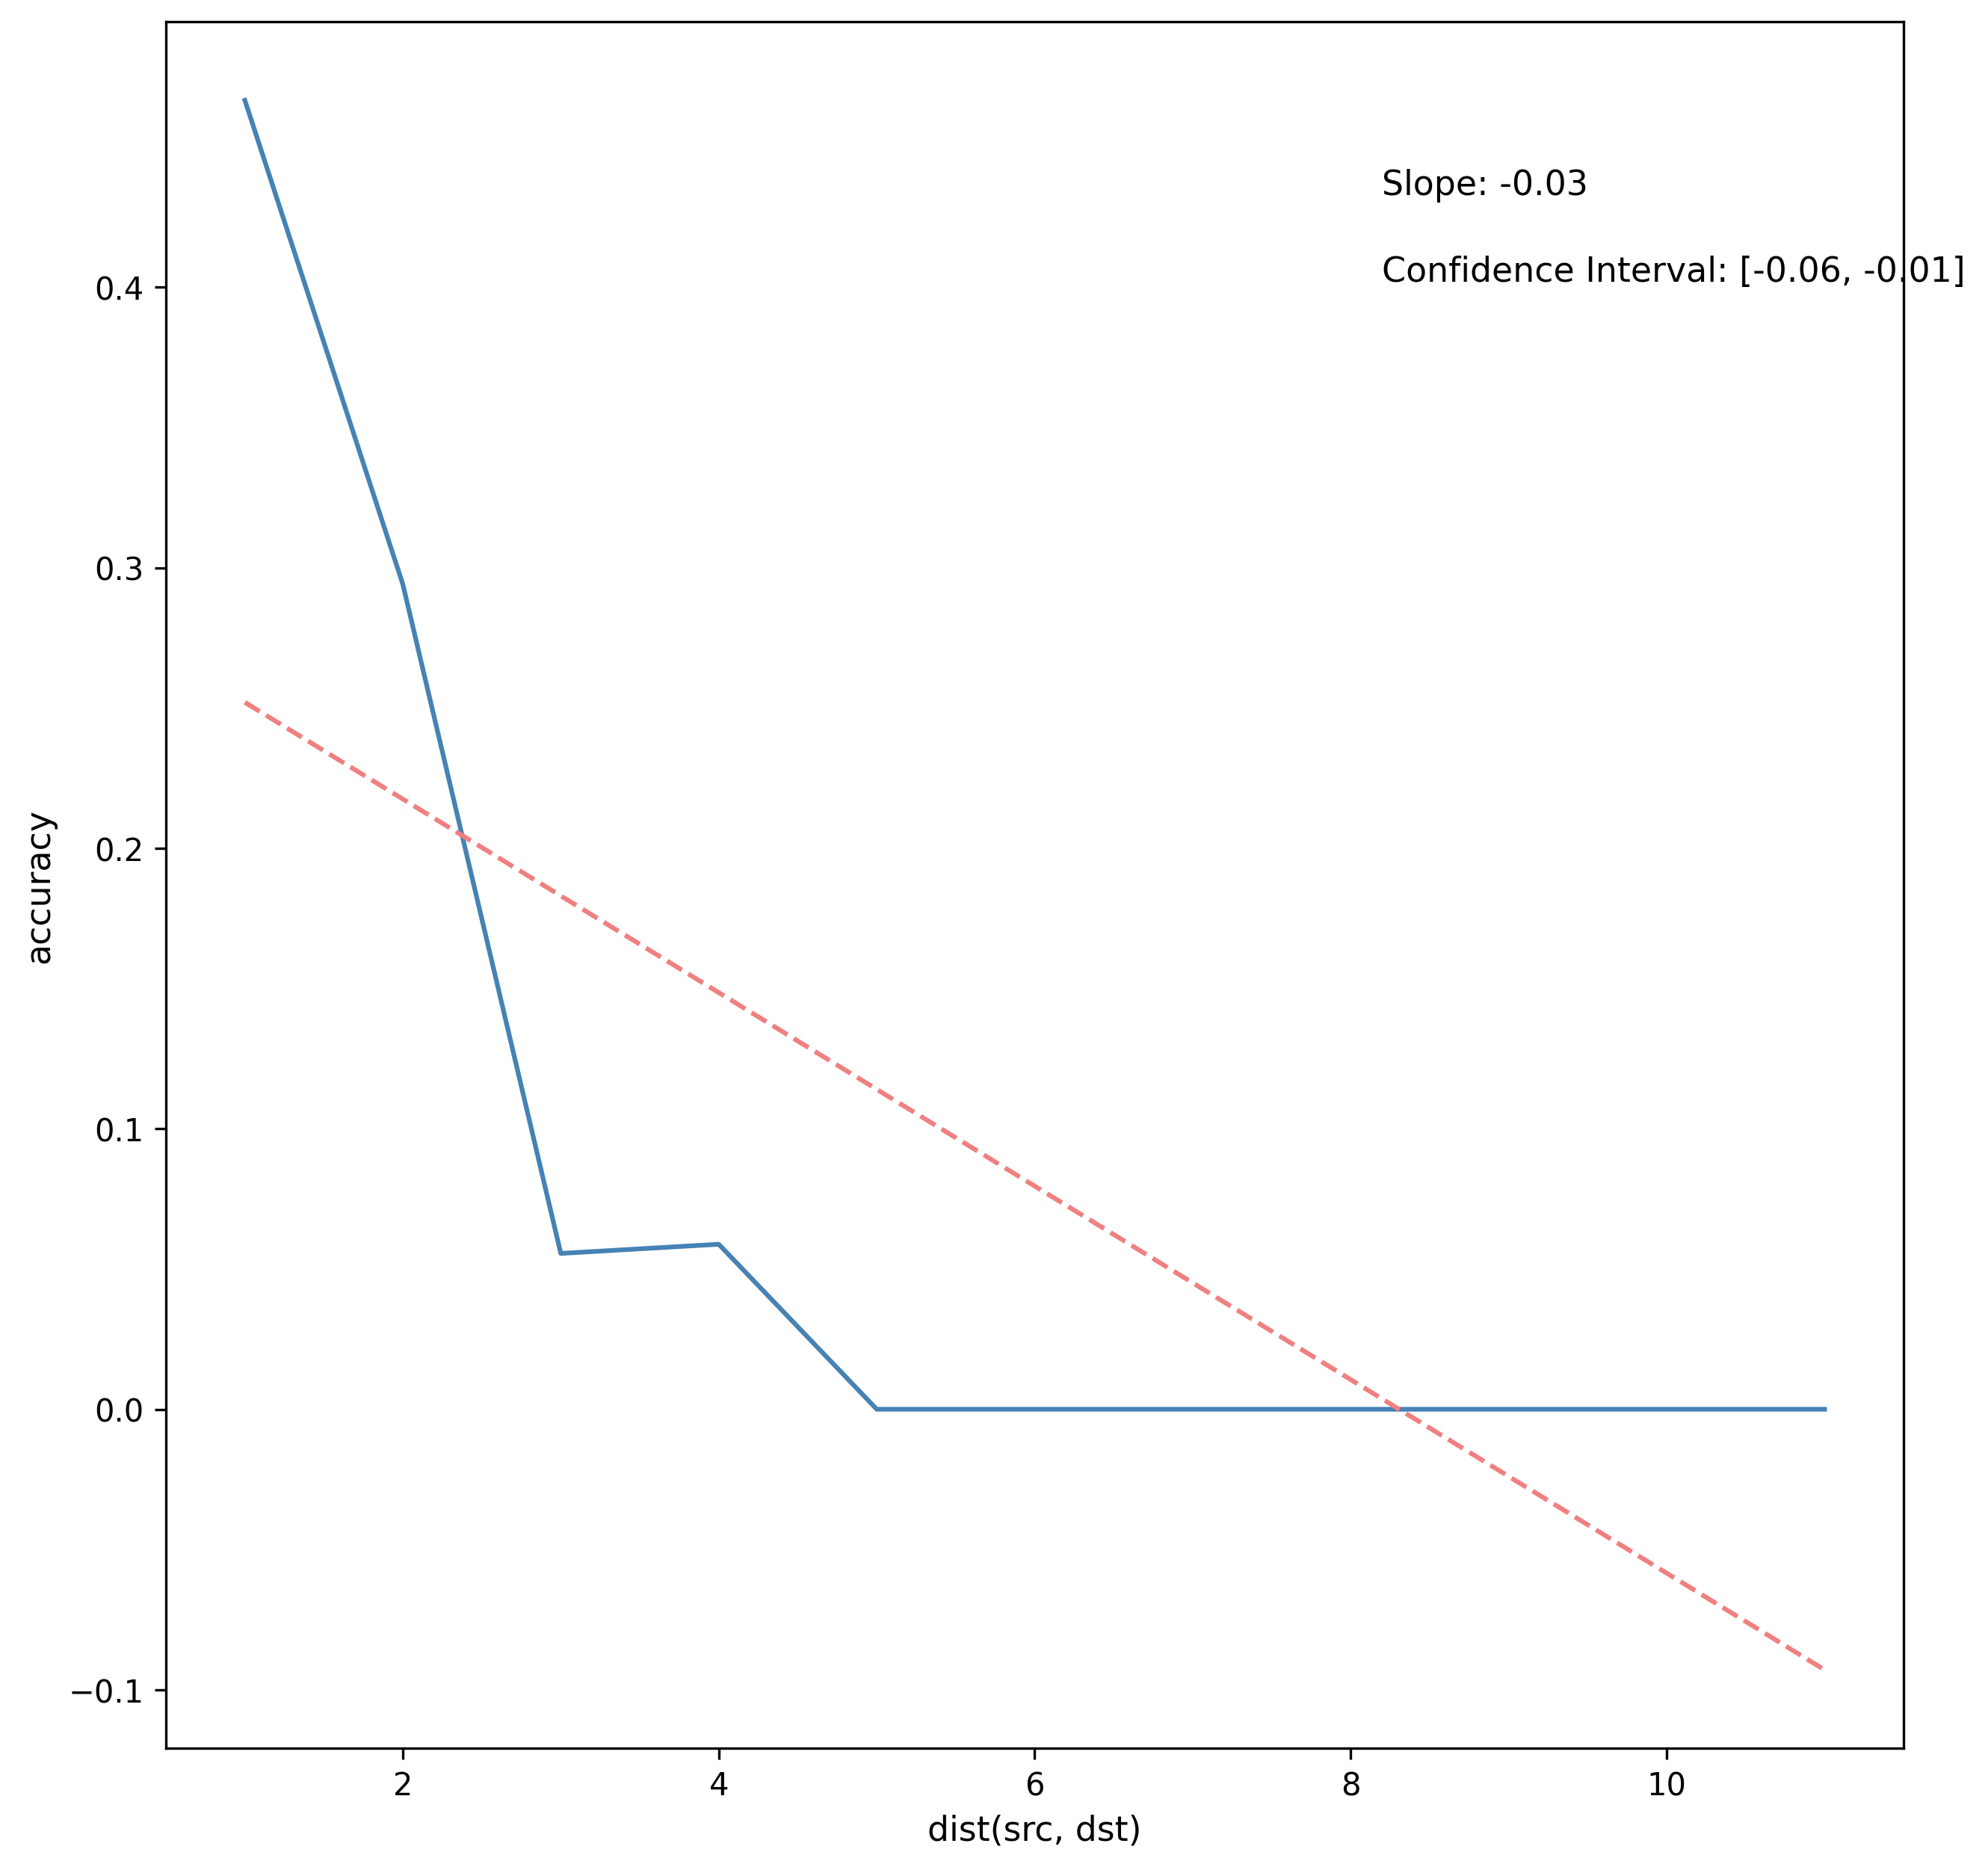 Slope: -0.03
Confidence Interval: [-0.06, -0.01]
0.4
0.3
0.2
0.1
0.0
−0.1
accuracy
2 4 6 8 10
dist(src, dst)